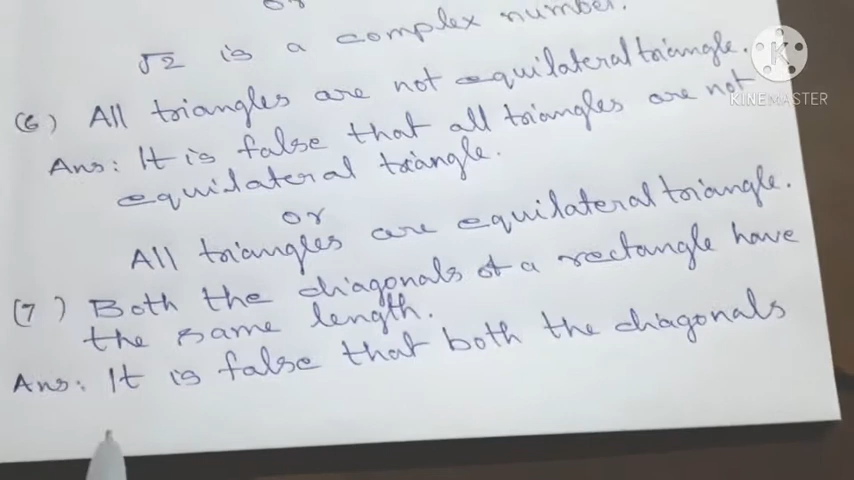 or
√2 is a complex number.
(6) All triangles are not equilateral triangle.
Ans: It is false that all triangles are not
equilateral triangle.
or
All triangles are equilateral triangle.
(7) Both the diagonals of a rectangle have
the same length.
Ans: It is false that both the diagonals
K
KINEMASTER